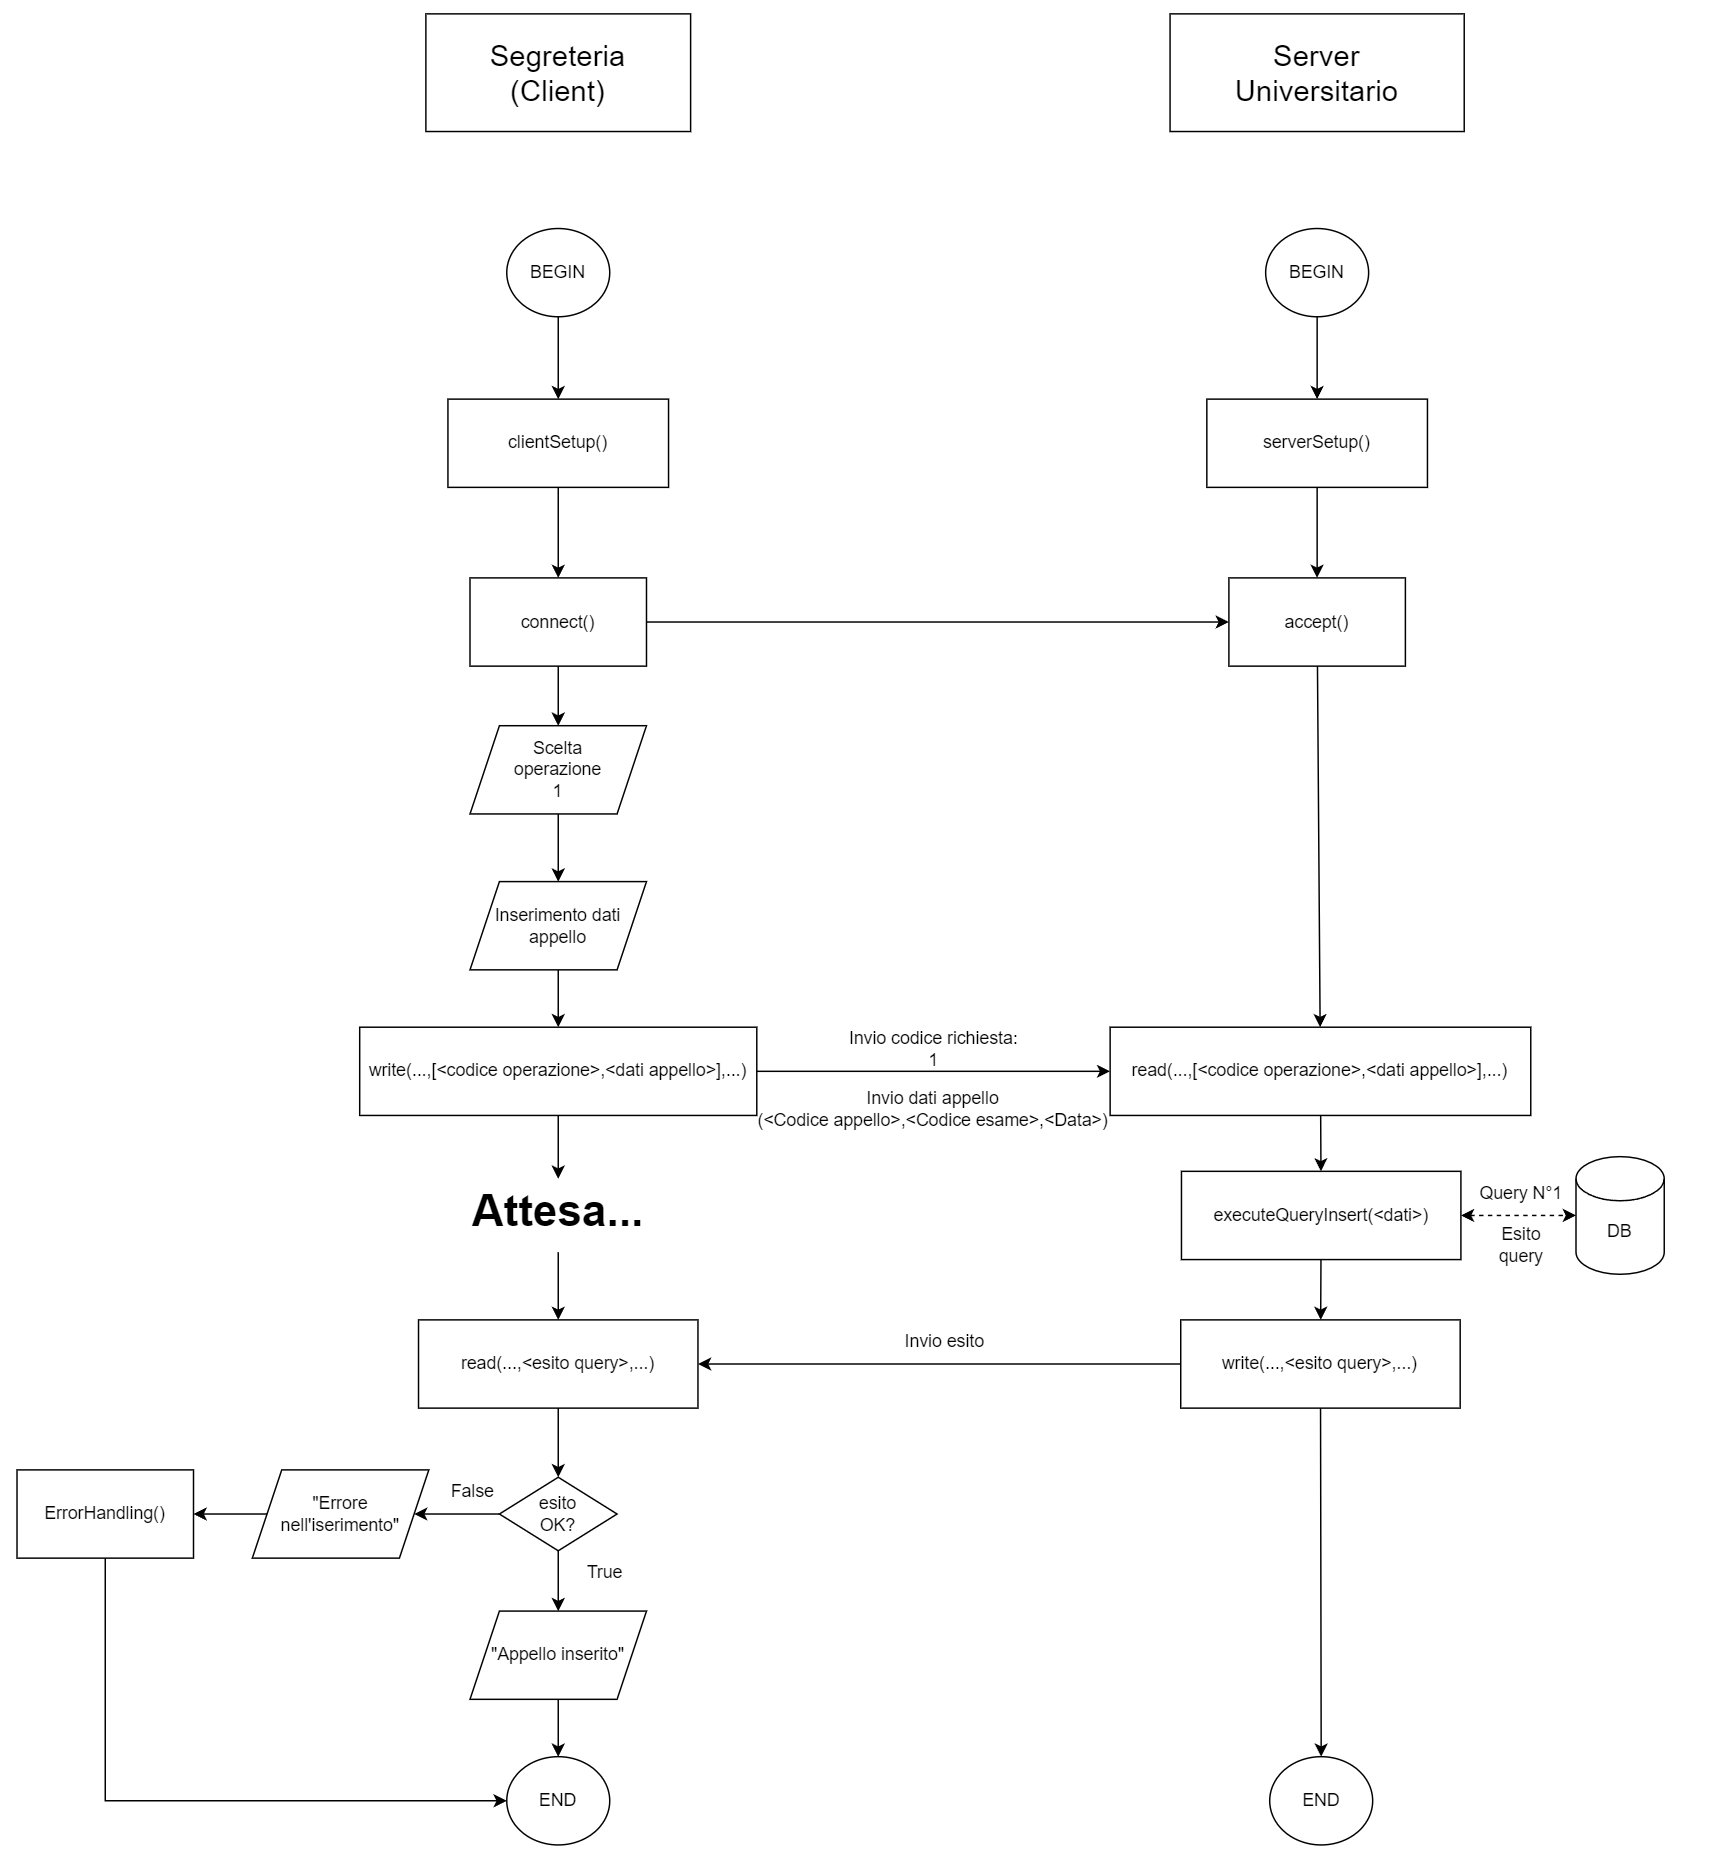 Segreteria
(Client)
Server
Universitario
BEGIN
BEGIN
clientSetup()
serverSetup()
connect()
accept()
Scelta
operazione
1
Inserimento dati
appello
write(...,[<codice operazione>,<dati appello>],...)
Invio codice richiesta:
1
Invio dati appello
(<Codice appello>,<Codice esame>,<Data>)
read(...,[<codice operazione>,<dati appello>],...)
Attesa...
executeQueryInsert(<dati>)
Query N°1
Esito
query
DB
read(...,<esito query>,...)
Invio esito
write(...,<esito query>,...)
ErrorHandling()
"Errore
nell'iserimento"
False
esito
OK?
True
"Appello inserito"
END
END